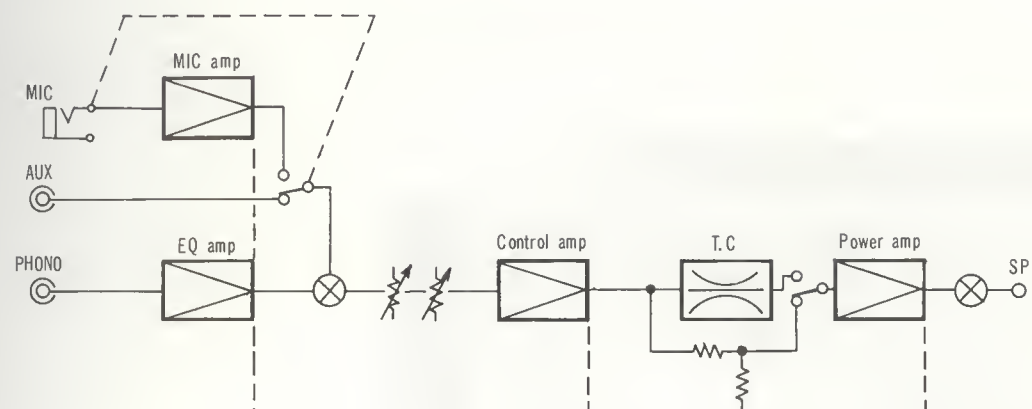 MIC amp
MIC
AUX
EQ amp
PHONO
Control amp
T.C
Power amp
SP